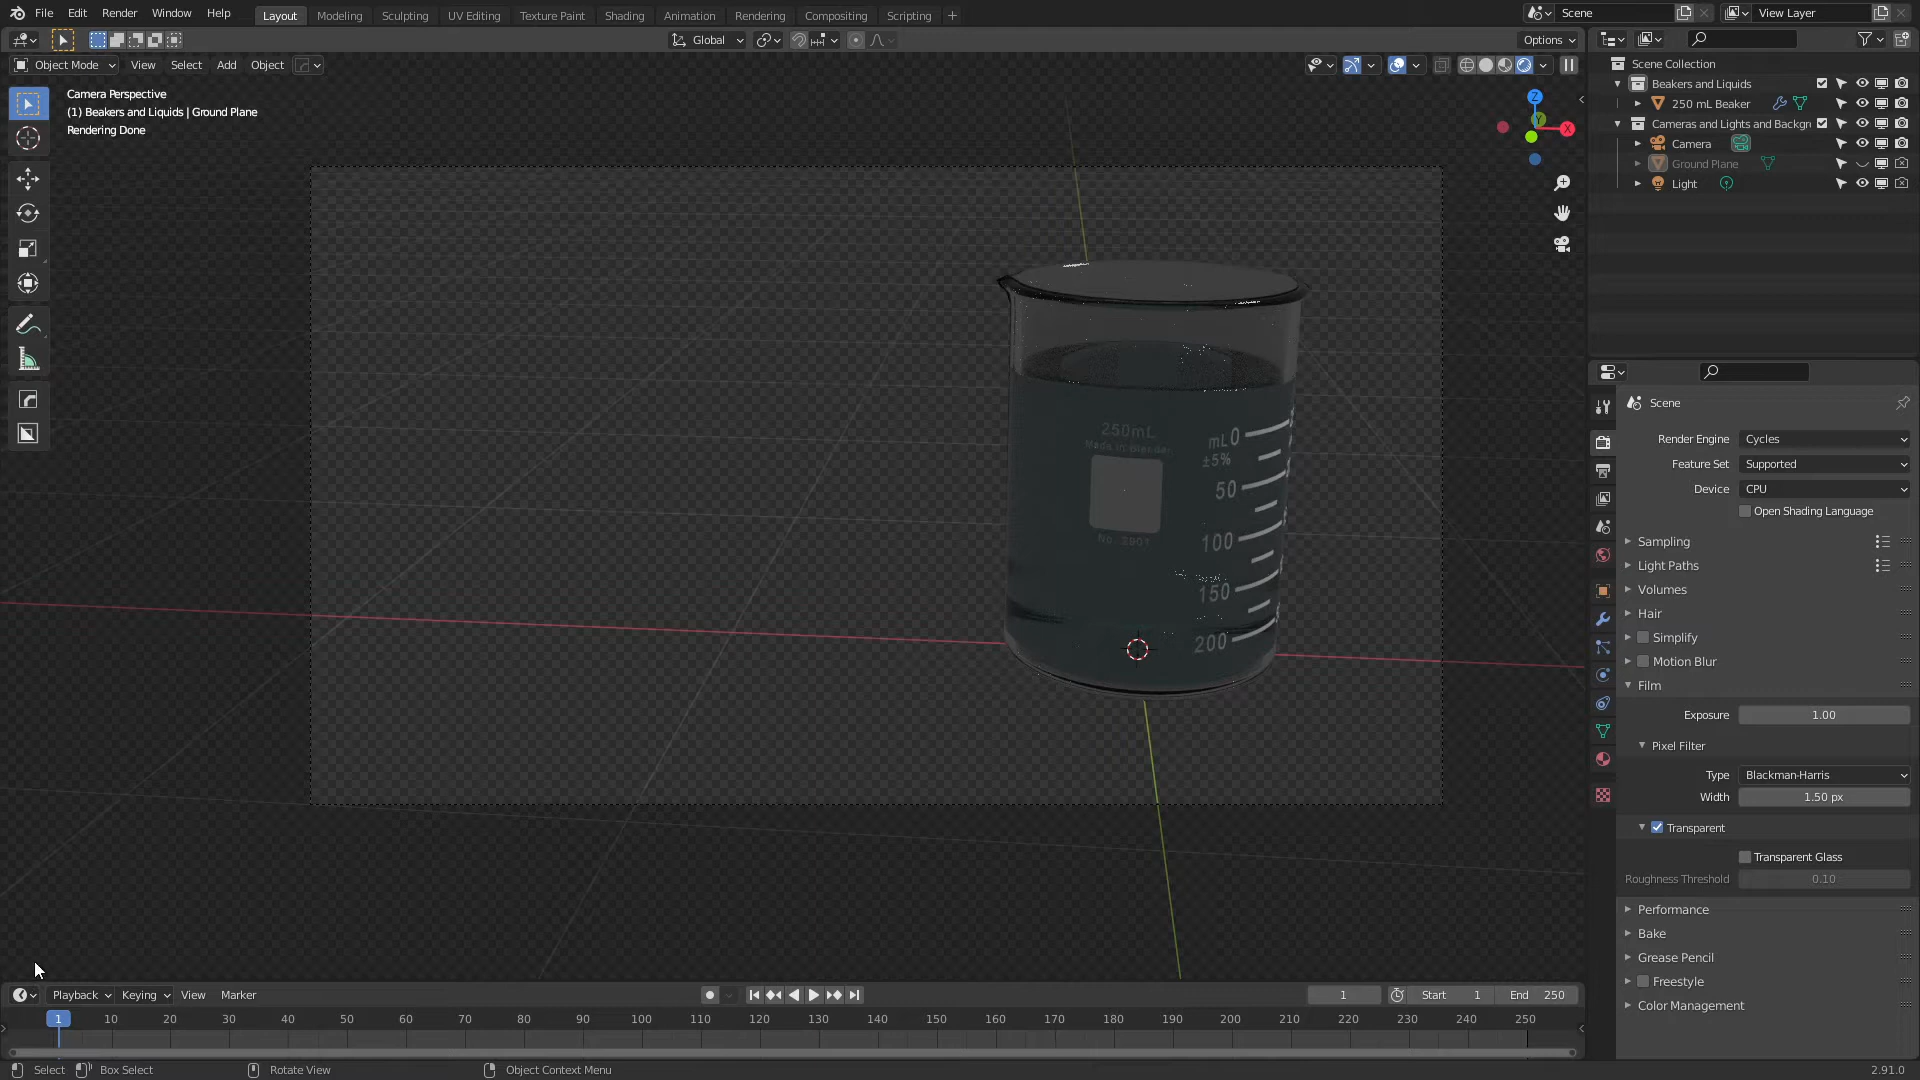 File Edit Render Window Help
Layout Modeling Sculpting UV Editing Texture Paint Shading Animation Rendering Compositing Scripting +
Scene
View Layer
Global
Options
Object Mode View Select Add Object
Camera Perspective
(1) Beakers and Liquids | Ground Plane
Rendering Done
Z
Y
X
250mL
Made in Blender
mL 0
±5%
50
100
150
200
Scene Collection
Beakers and Liquids
250 mL Beaker
Cameras and Lights and Backgr
Camera
Ground Plane
Light
Scene
Render Engine Cycles
Feature Set Supported
Device CPU
Open Shading Language
Sampling
Light Paths
Volumes
Hair
Simplify
Motion Blur
Film
Exposure 1.00
Pixel Filter
Type Blackman-Harris
Width 1.50 px
Transparent
Transparent Glass
Roughness Threshold 0.10
Performance
Bake
Grease Pencil
Freestyle
Color Management
Playback Keying View Marker
1 Start 1 End 250
1 10 20 30 40 50 60 70 80 90 100 110 120 130 140 150 160 170 180 190 200 210 220 230 240 250
Select Box Select Rotate View Object Context Menu 2.91.0